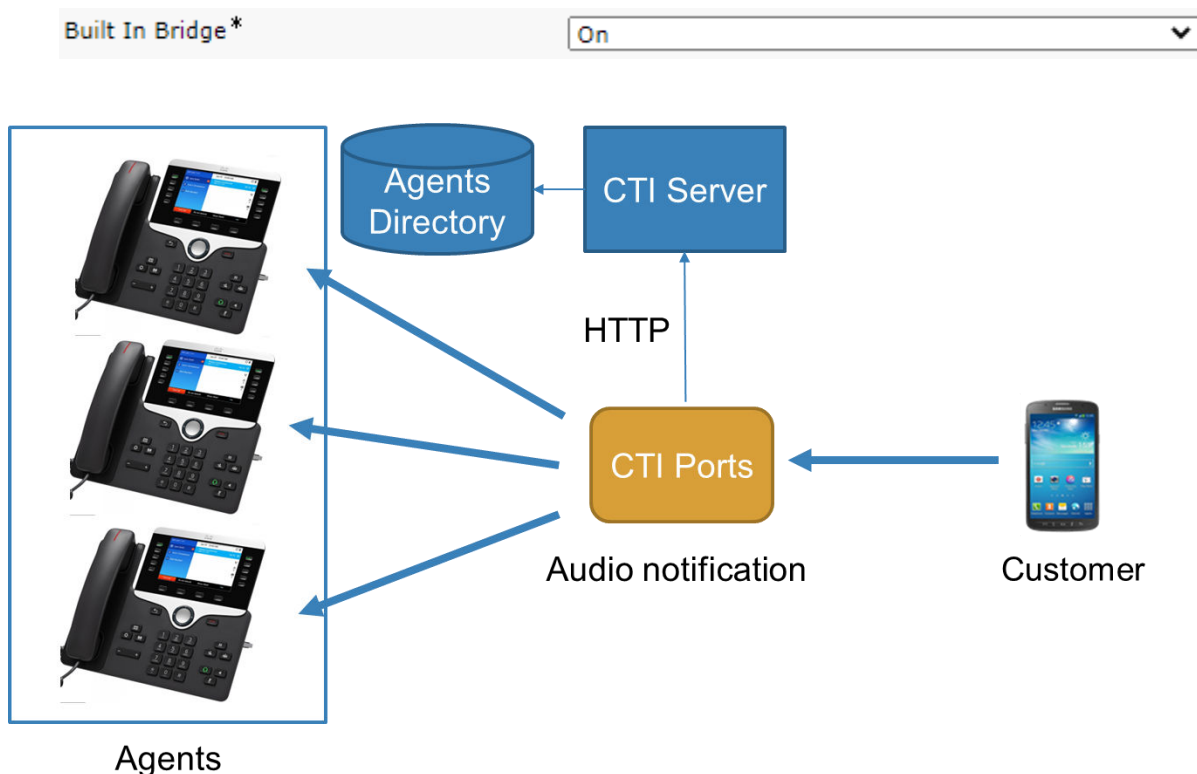 Built In Bridge*
On
Agents
Directory
CTI Server
HTTP
CTI Ports
Audio notification
Customer
Agents